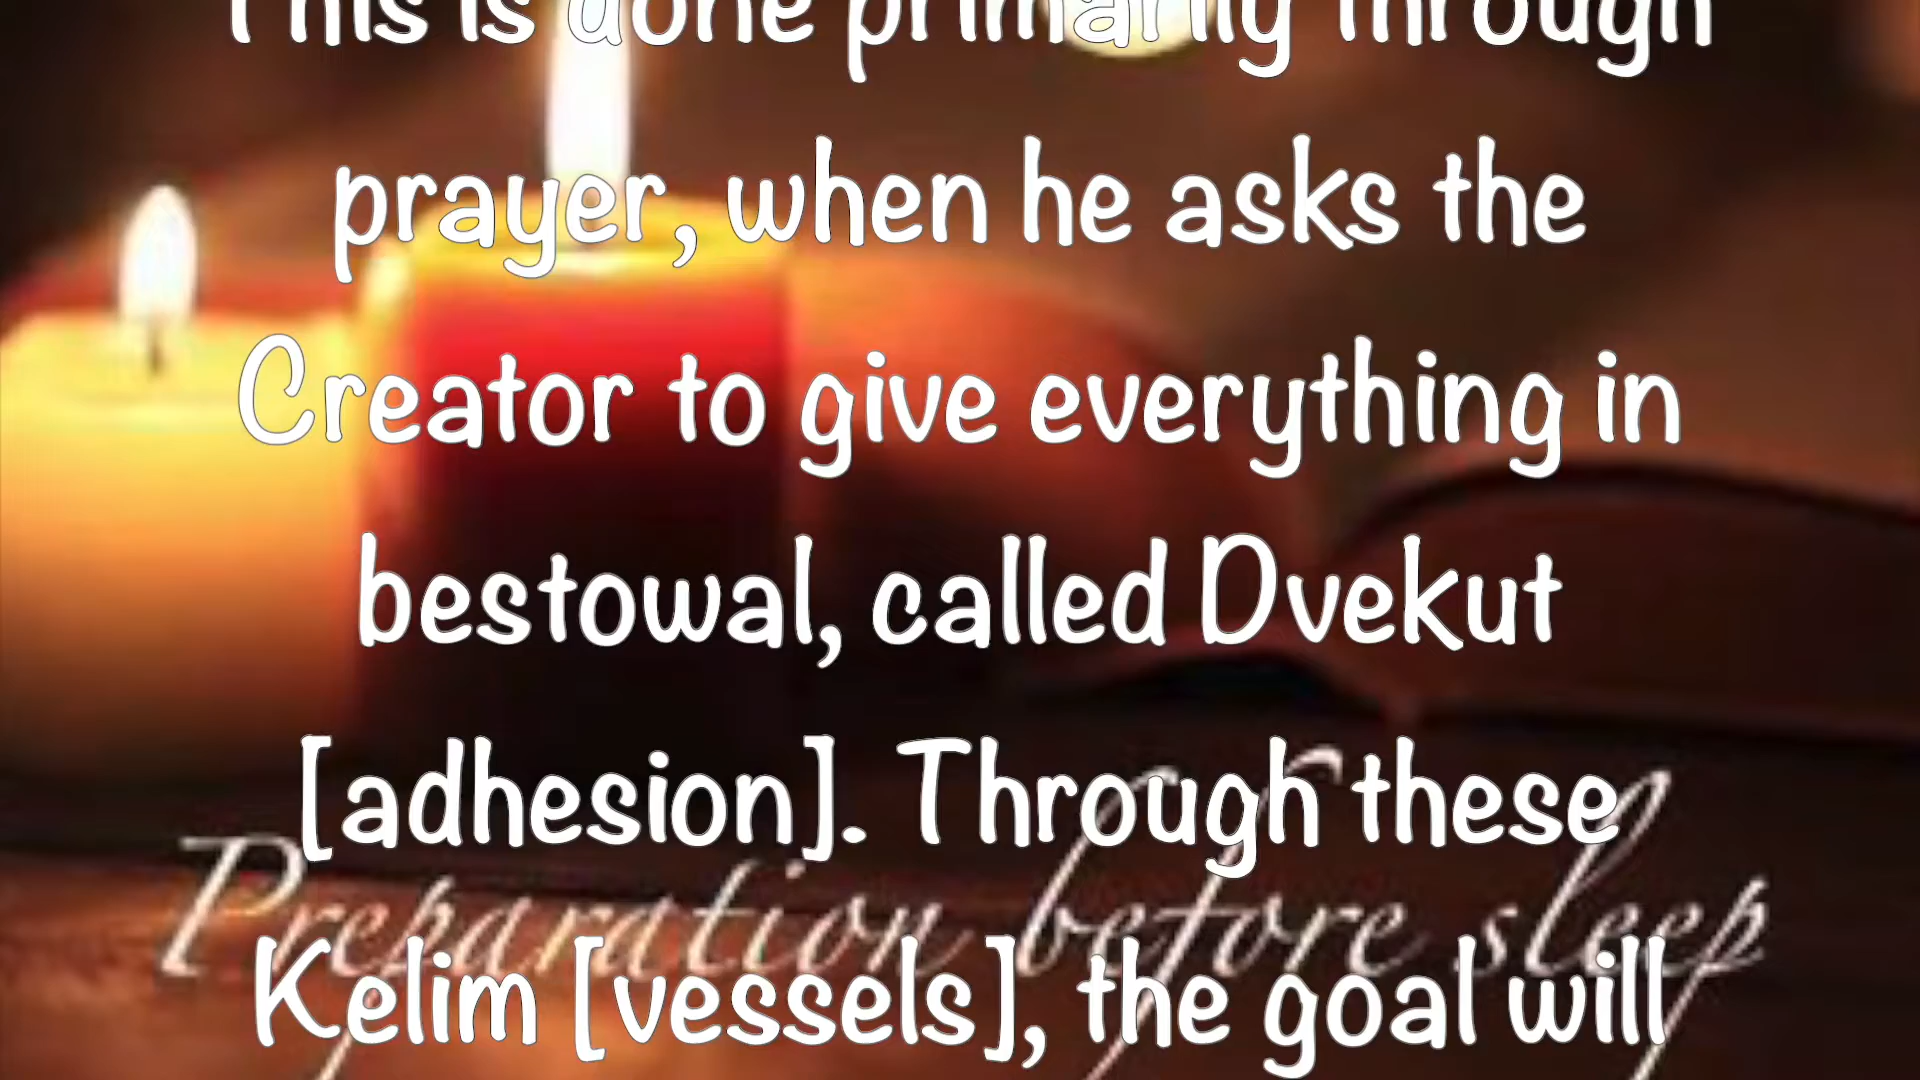 This is done primarily through
prayer, when he asks the
Creator to give everything in
bestowal, called Dvekut
[adhesion]. Through these
Preparation before sleep
Kelim [vessels], the goal will